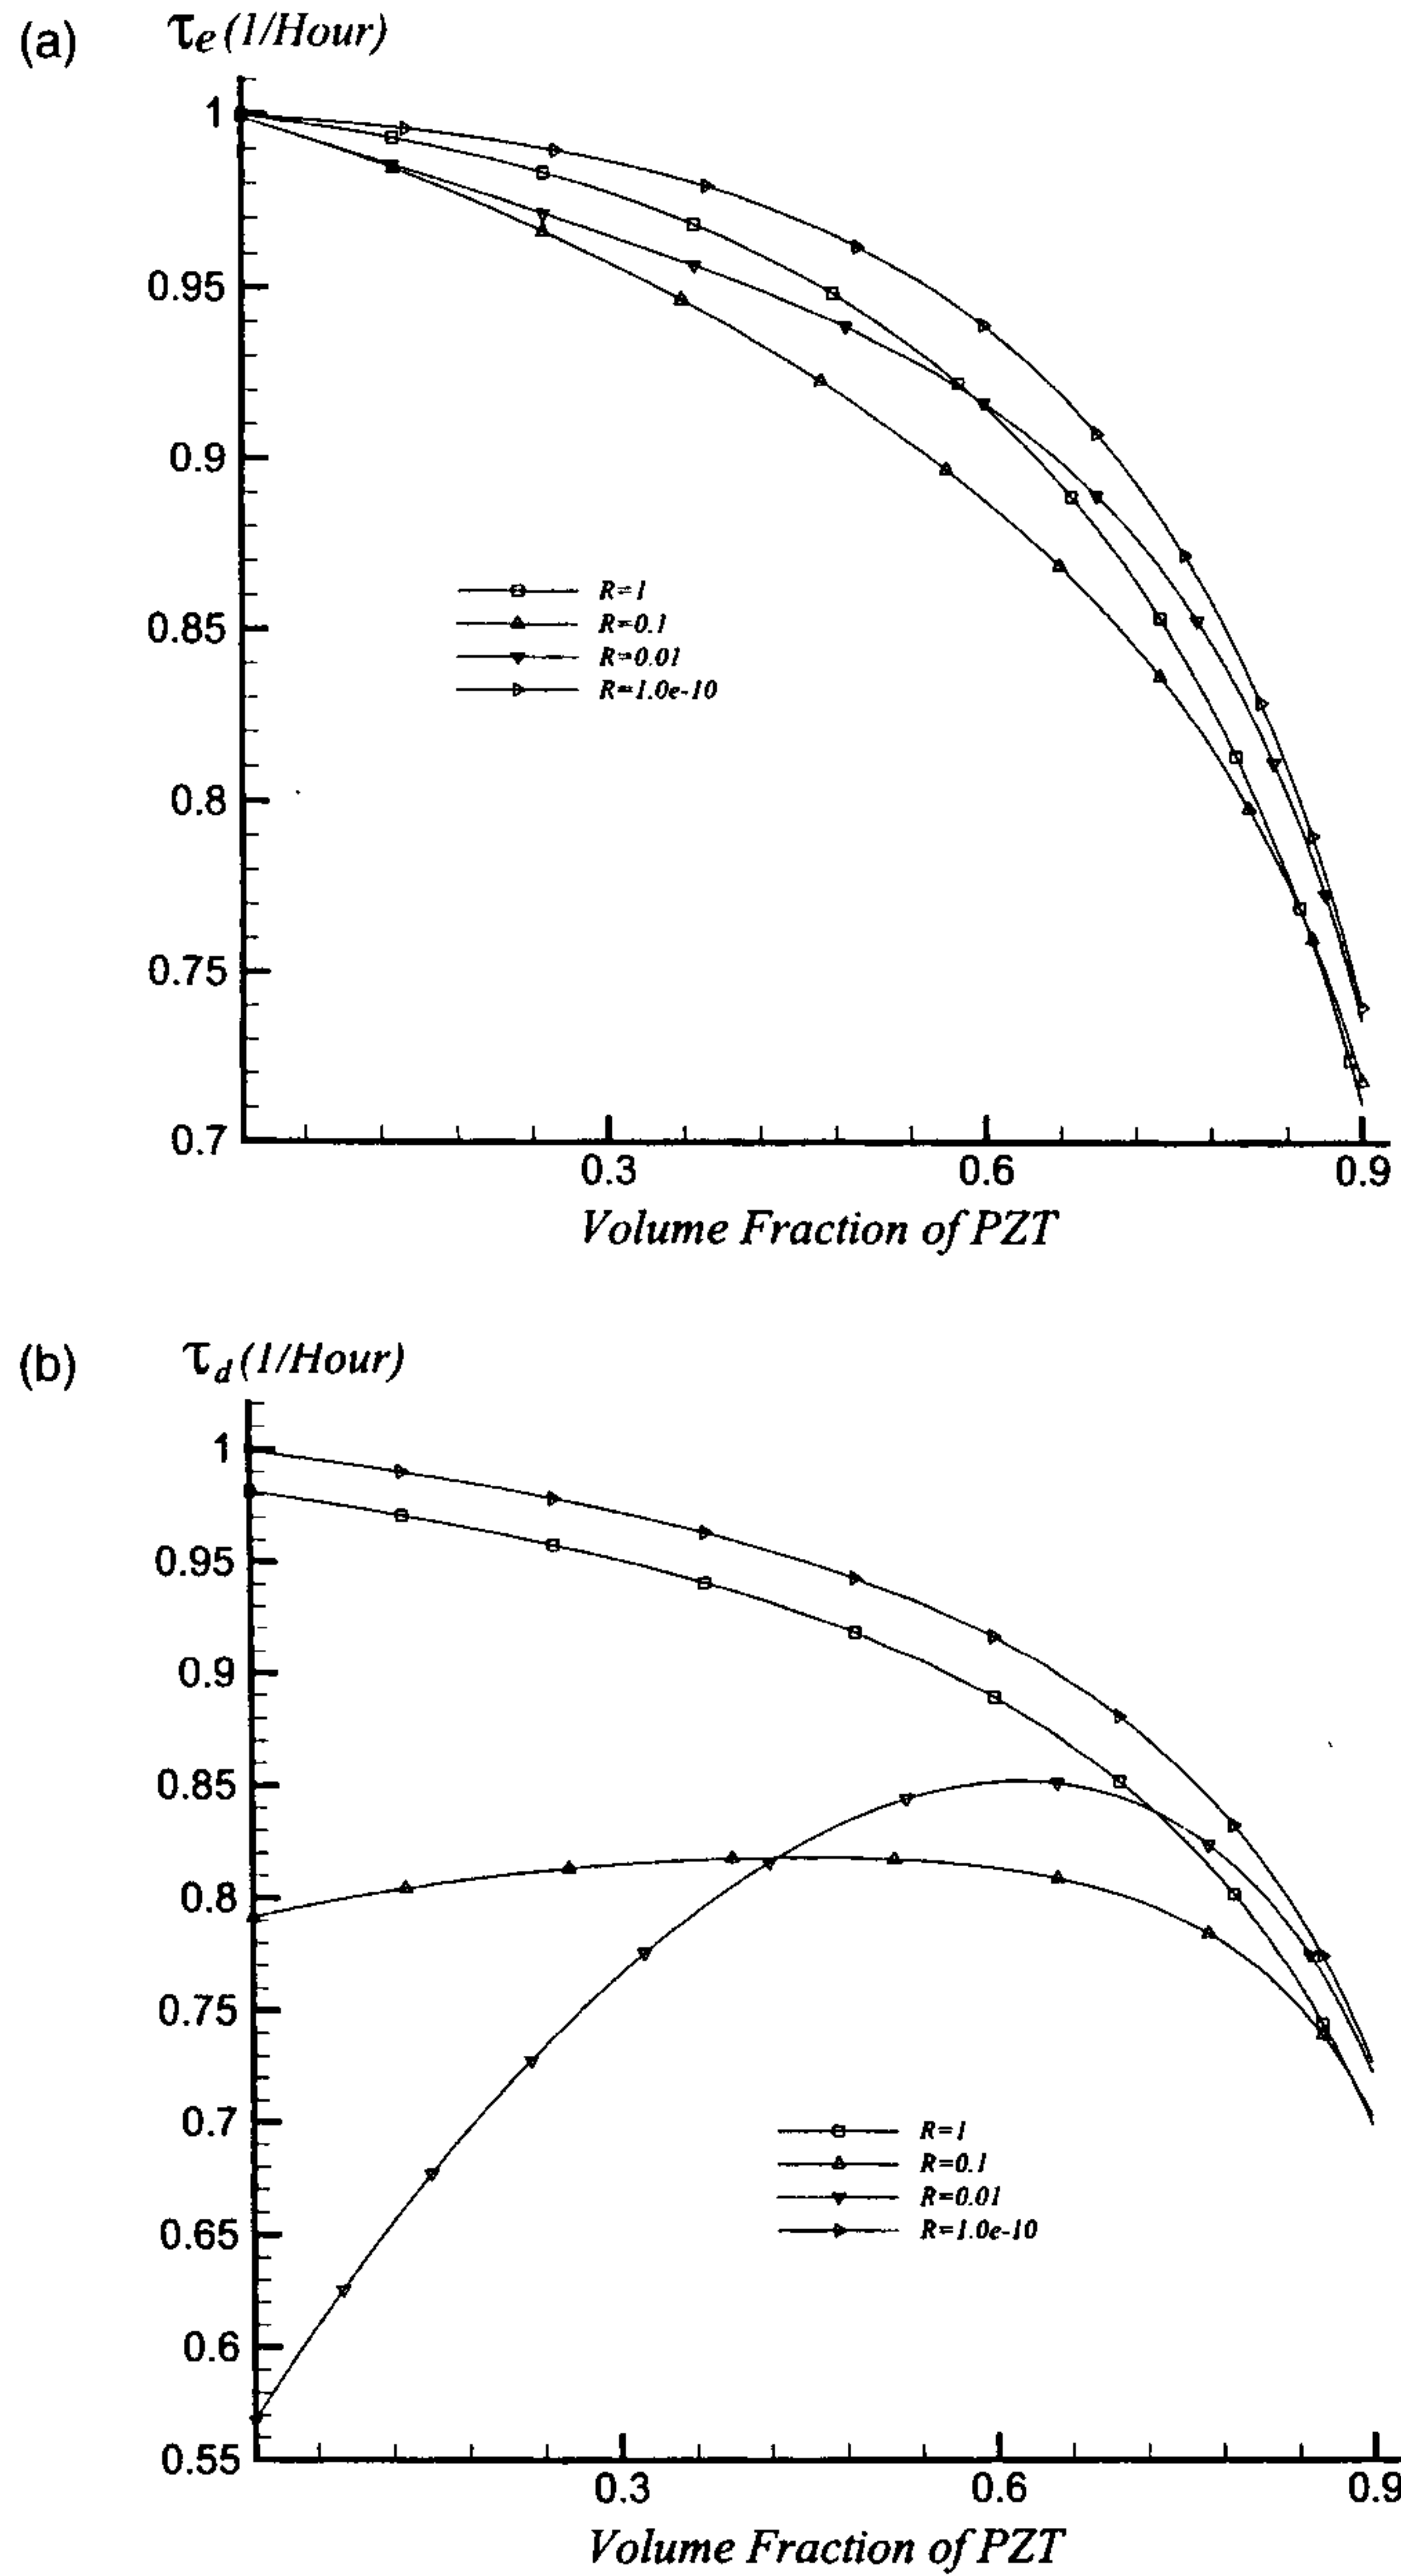 (a) τe (1/Hour)
1
0.95
0.9
0.85
0.8
0.75
0.7
R=1
R=0.1
R=0.01
R=1.0e-10
0.3 0.6 0.9
Volume Fraction of PZT
(b) τd (1/Hour)
1
0.95
0.9
0.85
0.8
0.75
0.7
0.65
0.6
0.55
R=1
R=0.1
R=0.01
R=1.0e-10
0.3 0.6 0.9
Volume Fraction of PZT